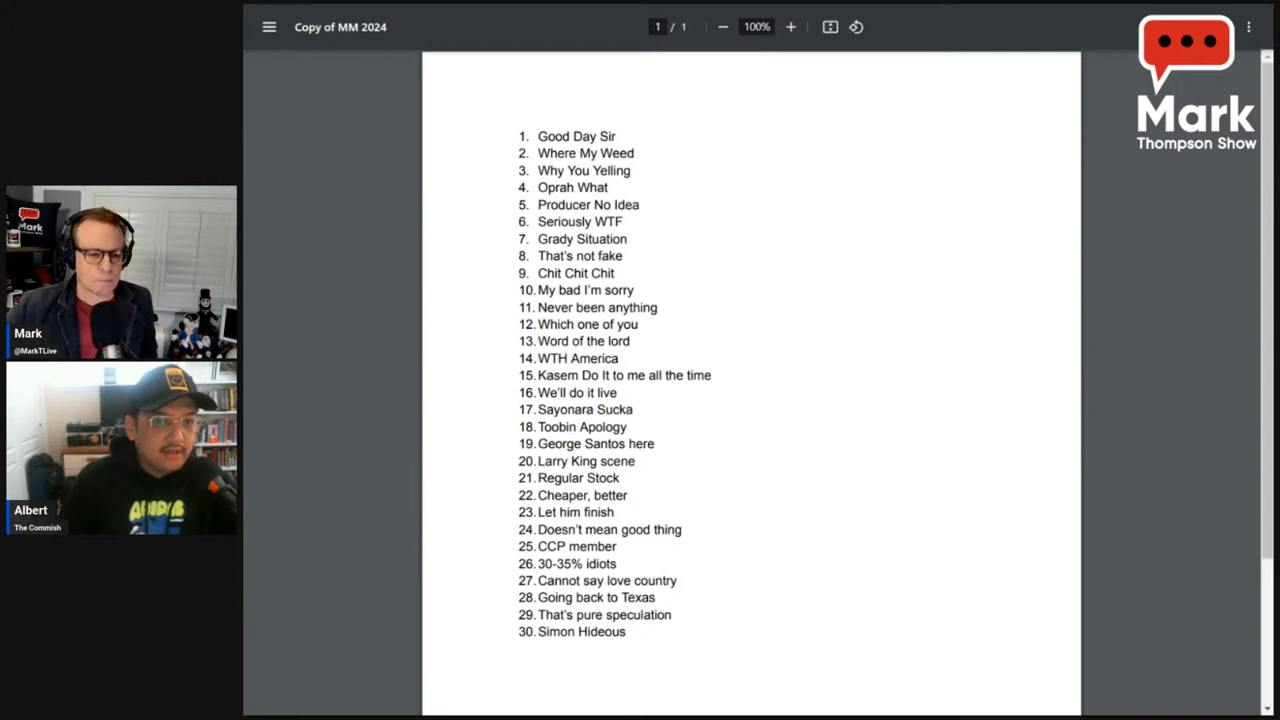 Copy of MM 2024
1 / 1
100%
Mark
Thompson Show
1. Good Day Sir
2. Where My Weed
3. Why You Yelling
4. Oprah What
5. Producer No Idea
6. Seriously WTF
7. Grady Situation
8. That's not fake
9. Chit Chit Chit
10. My bad I'm sorry
11. Never been anything
12. Which one of you
13. Word of the lord
14. WTH America
15. Kasem Do It to me all the time
16. We'll do it live
17. Sayonara Sucka
18. Toobin Apology
19. George Santos here
20. Larry King scene
21. Regular Stock
22. Cheaper, better
23. Let him finish
24. Doesn't mean good thing
25. CCP member
26. 30-35% idiots
27. Cannot say love country
28. Going back to Texas
29. That's pure speculation
30. Simon Hideous
Mark
Mark
@MarkTLive
Albert
The Commish